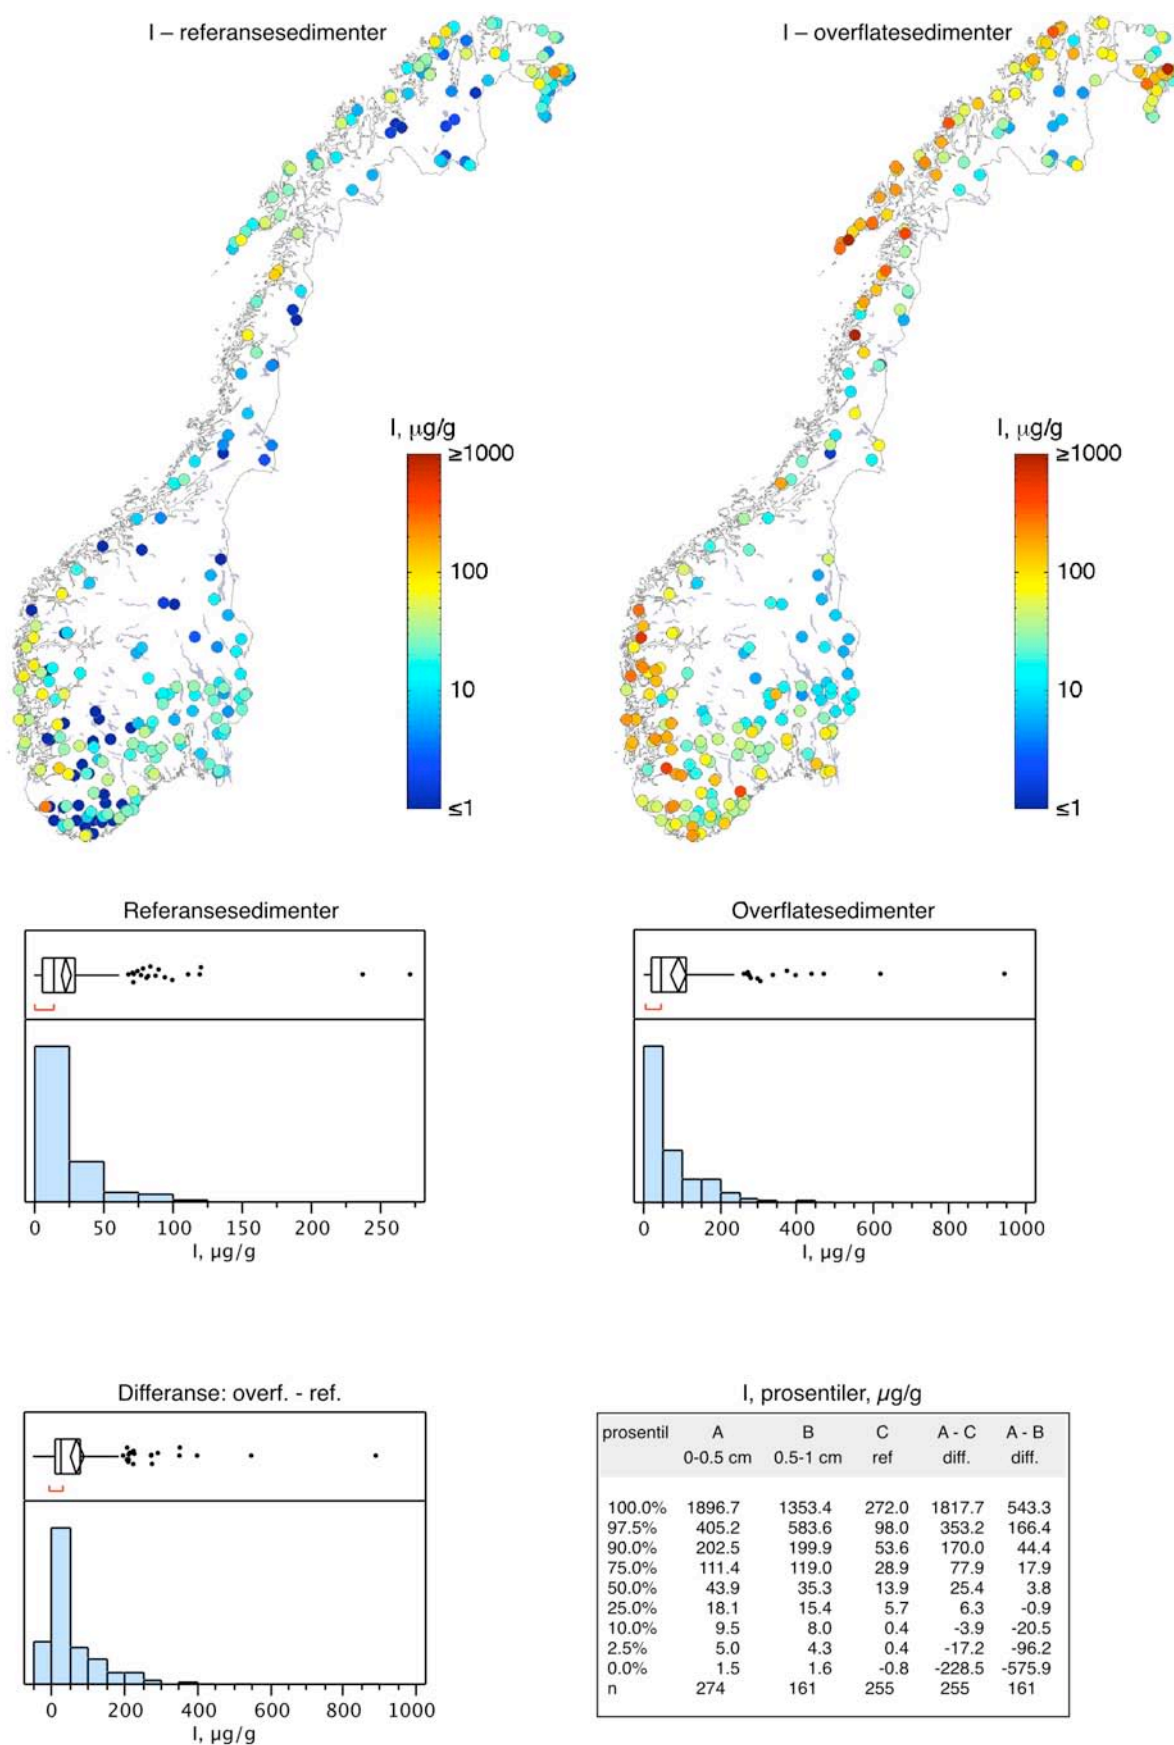 I – referansesedimenter
I – overflatesedimenter
I, µg/g
≥1000
100
10
≤1
I, µg/g
≥1000
100
10
≤1
Referansesedimenter
0 50 100 150 200 250
I, µg/g
Overflatesedimenter
0 200 400 600 800 1000
I, µg/g
Differanse: overf. - ref.
0 200 400 600 800 1000
I, µg/g
I, prosentiler, µg/g
prosentil A B C A - C A - B
0-0.5 cm 0.5-1 cm ref diff. diff.
100.0% 1896.7 1353.4 272.0 1817.7 543.3
97.5% 405.2 583.6 98.0 353.2 166.4
90.0% 202.5 199.9 53.6 170.0 44.4
75.0% 111.4 119.0 28.9 77.9 17.9
50.0% 43.9 35.3 13.9 25.4 3.8
25.0% 18.1 15.4 5.7 6.3 -0.9
10.0% 9.5 8.0 0.4 -3.9 -20.5
2.5% 5.0 4.3 0.4 -17.2 -96.2
0.0% 1.5 1.6 -0.8 -228.5 -575.9
n 274 161 255 255 161